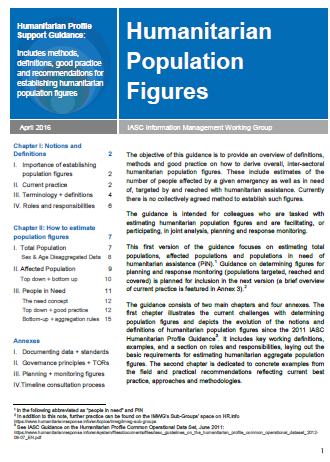 Humanitarian Profile
Support Guidance:
Includes methods,
definitions, good practice
and recommendations for
establishing humanitarian
population figures
Humanitarian
Population
Figures
April 2016
IASC Information Management Working Group
Chapter I: Notions and
Definitions 2
I. Importance of establishing
population figures 2
II. Current practice 2
III. Terminology + definitions 4
IV. Roles and responsibilities 6
Chapter II: How to estimate
population figures 7
I. Total Population 7
Sex & Age Disaggregated Data 8
II. Affected Population 9
Top down + bottom up 10
III. People in Need 11
The need concept 12
Top down + good practice 12
Bottom-up + aggregation rules 15
Annexes
I. Documenting data + standards
II. Governance principles + TORs
III. Planning + monitoring figures
IV. Timeline consultation process
The objective of this guidance is to provide an overview of definitions,
methods and good practice on how to derive overall, inter-sectoral
humanitarian population figures. These include estimates of the
number of people affected by a given emergency as well as in need
of, targeted by and reached with humanitarian assistance. Currently
there is no collectively agreed method to establish such figures.
The guidance is intended for colleagues who are tasked with
estimating humanitarian population figures and are facilitating, or
participating, in joint analysis, planning and response monitoring.
This first version of the guidance focuses on estimating total
populations, affected populations and populations in need of
humanitarian assistance (PIN).1 Guidance on determining figures for
planning and response monitoring (populations targeted, reached and
covered) is planned for inclusion in the next version (a brief overview
of current practice is featured in Annex 3).2
The guidance consists of two main chapters and four annexes. The
first chapter illustrates the current challenges with determining
population figures and depicts the evolution of the notions and
definitions of humanitarian population figures since the 2011 IASC
Humanitarian Profile Guidance3. It includes key working definitions,
examples, and a section on roles and responsibilities, laying out the
basic requirements for estimating humanitarian aggregate population
figures. The second chapter is dedicated to concrete examples from
the field and practical recommendations reflecting current best
practice, approaches and methodologies.
1 In the following abbreviated as "people in need" and PIN
2 In addition to this note, further practice can be found on the IMWG's Sub-Groups' space on HR.info
3 See IASC Guidance on the Humanitarian Profile Common Operational Data Set, June 2011:
1